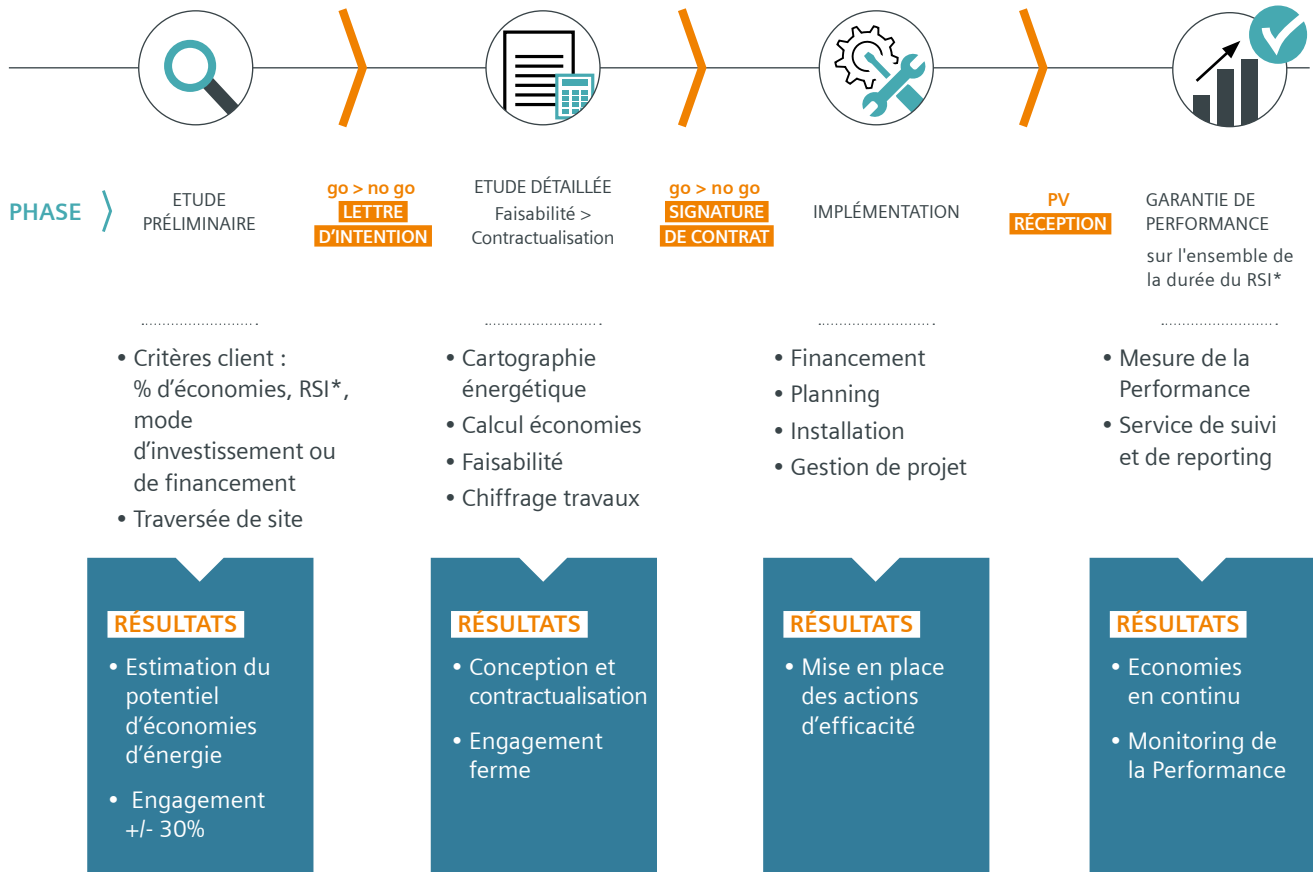 PHASE
ETUDE
PRÉLIMINAIRE
go > no go
LETTRE
D'INTENTION
ETUDE DÉTAILLÉE
Faisabilité >
Contractualisation
go > no go
SIGNATURE
DE CONTRAT
IMPLÉMENTATION
PV
RÉCEPTION
GARANTIE DE
PERFORMANCE
sur l'ensemble de
la durée du RSI*
• Critères client :
% d'économies, RSI*,
mode
d'investissement ou
de financement
• Traversée de site
• Cartographie
énergétique
• Calcul économies
• Faisabilité
• Chiffrage travaux
• Financement
• Planning
• Installation
• Gestion de projet
• Mesure de la
Performance
• Service de suivi
et de reporting
RÉSULTATS
• Estimation du
potentiel
d'économies
d'énergie
• Engagement
+/- 30%
RÉSULTATS
• Conception et
contractualisation
• Engagement
ferme
RÉSULTATS
• Mise en place
des actions
d'efficacité
RÉSULTATS
• Economies
en continu
• Monitoring de
la Performance